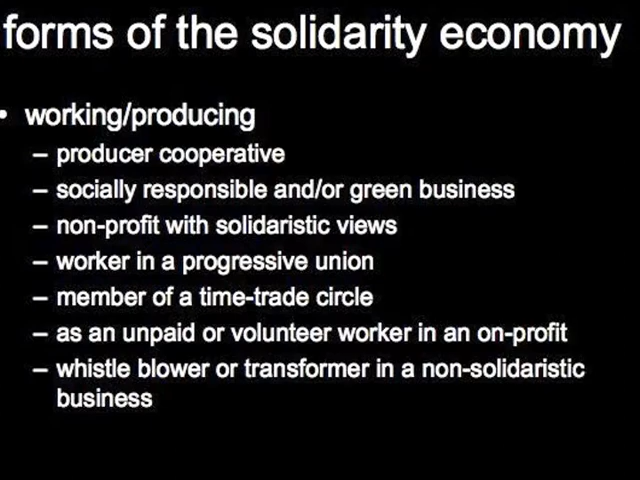 forms of the solidarity economy
• working/producing
– producer cooperative
– socially responsible and/or green business
– non-profit with solidaristic views
– worker in a progressive union
– member of a time-trade circle
– as an unpaid or volunteer worker in an on-profit
– whistle blower or transformer in a non-solidaristic
business